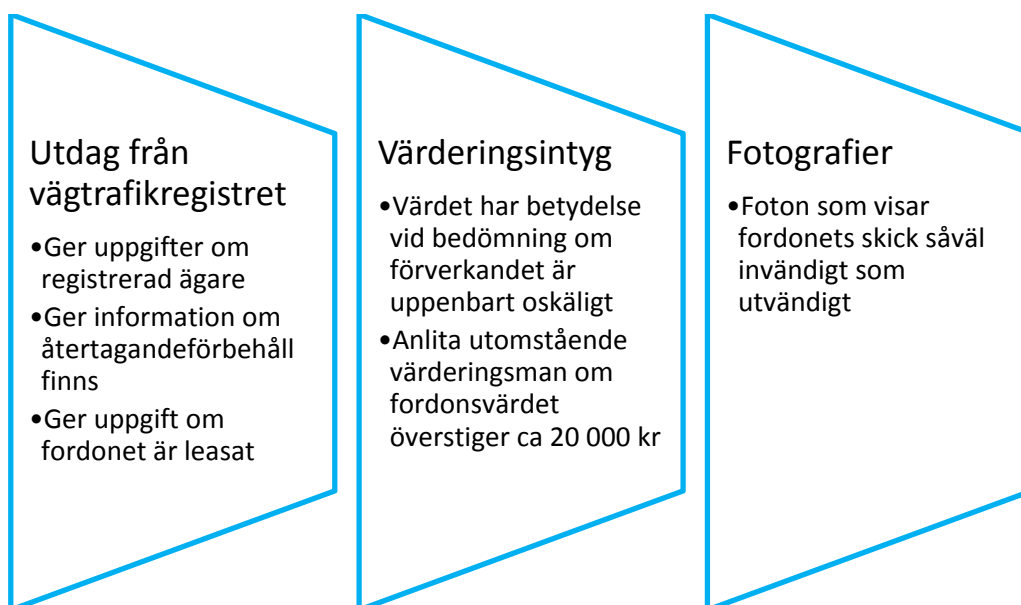 Utdag från
vägtrafikregistret
•Ger uppgifter om
registrerad ägare
•Ger information om
återtagandeförbehåll
finns
•Ger uppgift om
fordonet är leasat
Värderingsintyg
•Värdet har betydelse
vid bedömning om
förverkandet är
uppenbart oskäligt
•Anlita utomstående
värderingsman om
fordonsvärdet
överstiger ca 20 000 kr
Fotografier
•Foton som visar
fordonets skick såväl
invändigt som
utvändigt